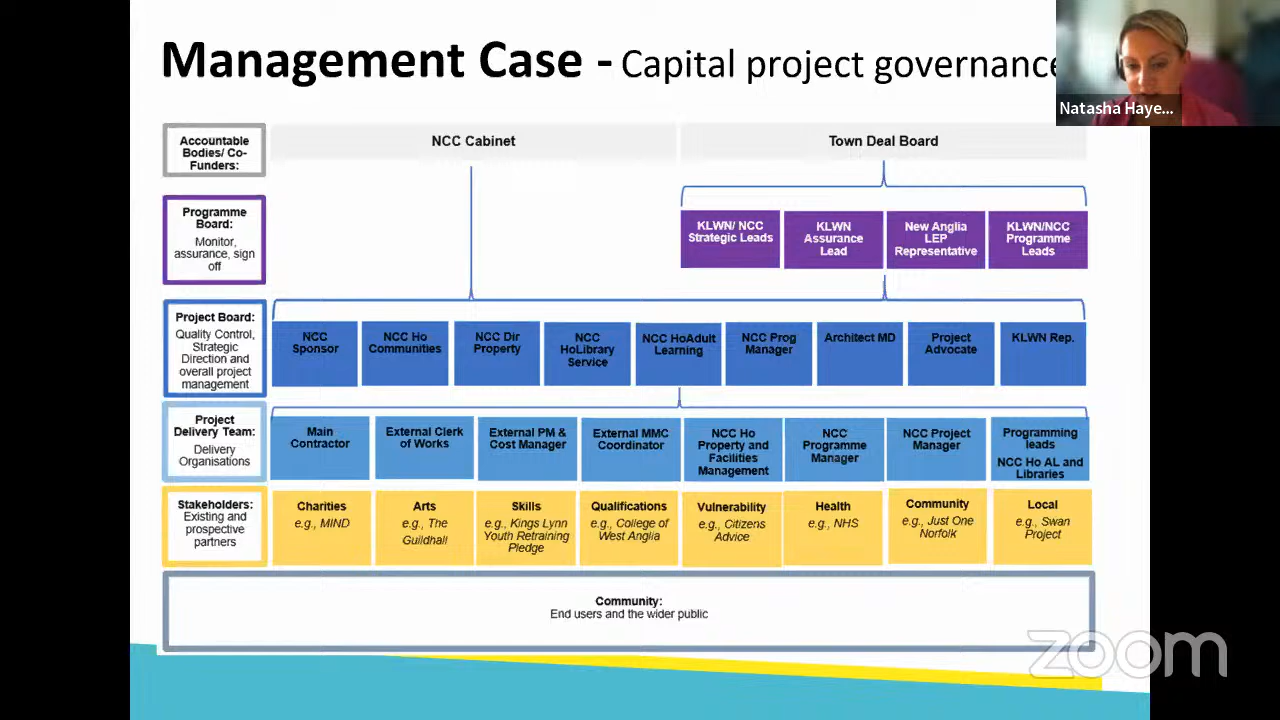 Management Case - Capital project governance
Natasha Haye...
Accountable
Bodies/ Co-
Funders:
NCC Cabinet
Town Deal Board
Programme
Board:
Monitor,
assurance, sign
off
KLWN/ NCC
Strategic Leads
KLWN
Assurance
Lead
New Anglia
LEP
Representative
KLWN/NCC
Programme
Leads
Project Board:
Quality Control,
Strategic
Direction and
overall project
management
NCC
Sponsor
NCC Ho
Communities
NCC Dir
Property
NCC
HoLibrary
Service
NCC HoAdult
Learning
NCC Prog
Manager
Architect MD
Project
Advocate
KLWN Rep.
Project
Delivery Team:
Delivery
Organisations
Main
Contractor
External Clerk
of Works
External PM &
Cost Manager
External MMC
Coordinator
NCC Ho
Property and
Facilities
Management
NCC
Programme
Manager
NCC Project
Manager
Programming
leads
NCC Ho AL and
Libraries
Stakeholders:
Existing and
prospective
partners
Charities
e.g., MIND
Arts
e.g., The
Guildhall
Skills
e.g., Kings Lynn
Youth Retraining
Pledge
Qualifications
e.g., College of
West Anglia
Vulnerability
e.g., Citizens
Advice
Health
e.g., NHS
Community
e.g., Just One
Norfolk
Local
e.g., Swan
Project
Community:
End users and the wider public
zoom